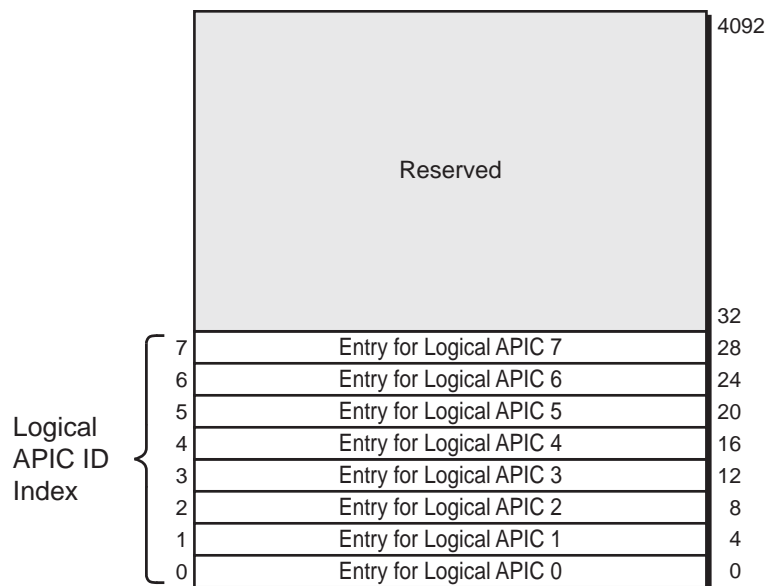 4092
Reserved
32
7 Entry for Logical APIC 7 28
6 Entry for Logical APIC 6 24
5 Entry for Logical APIC 5 20
Logical
APIC ID
Index
4 Entry for Logical APIC 4 16
3 Entry for Logical APIC 3 12
2 Entry for Logical APIC 2 8
1 Entry for Logical APIC 1 4
0 Entry for Logical APIC 0 0